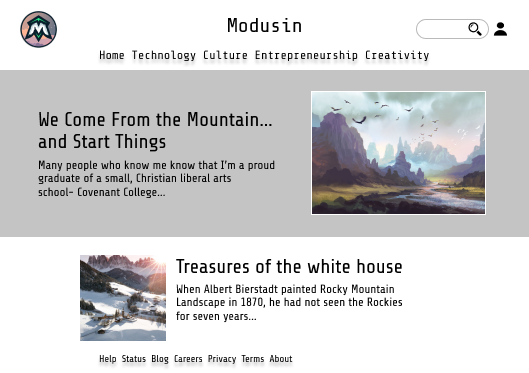 Modusin
Home Technology Culture Entrepreneurship Creativity
We Come From the Mountain...
and Start Things
Many people who know me know that I'm a proud
graduate of a small, Christian liberal arts
school- Covenant College...
Treasures of the white house
When Albert Bierstadt painted Rocky Mountain
Landscape in 1870, he had not seen the Rockies
for seven years...
Help Status Blog Careers Privacy Terms About